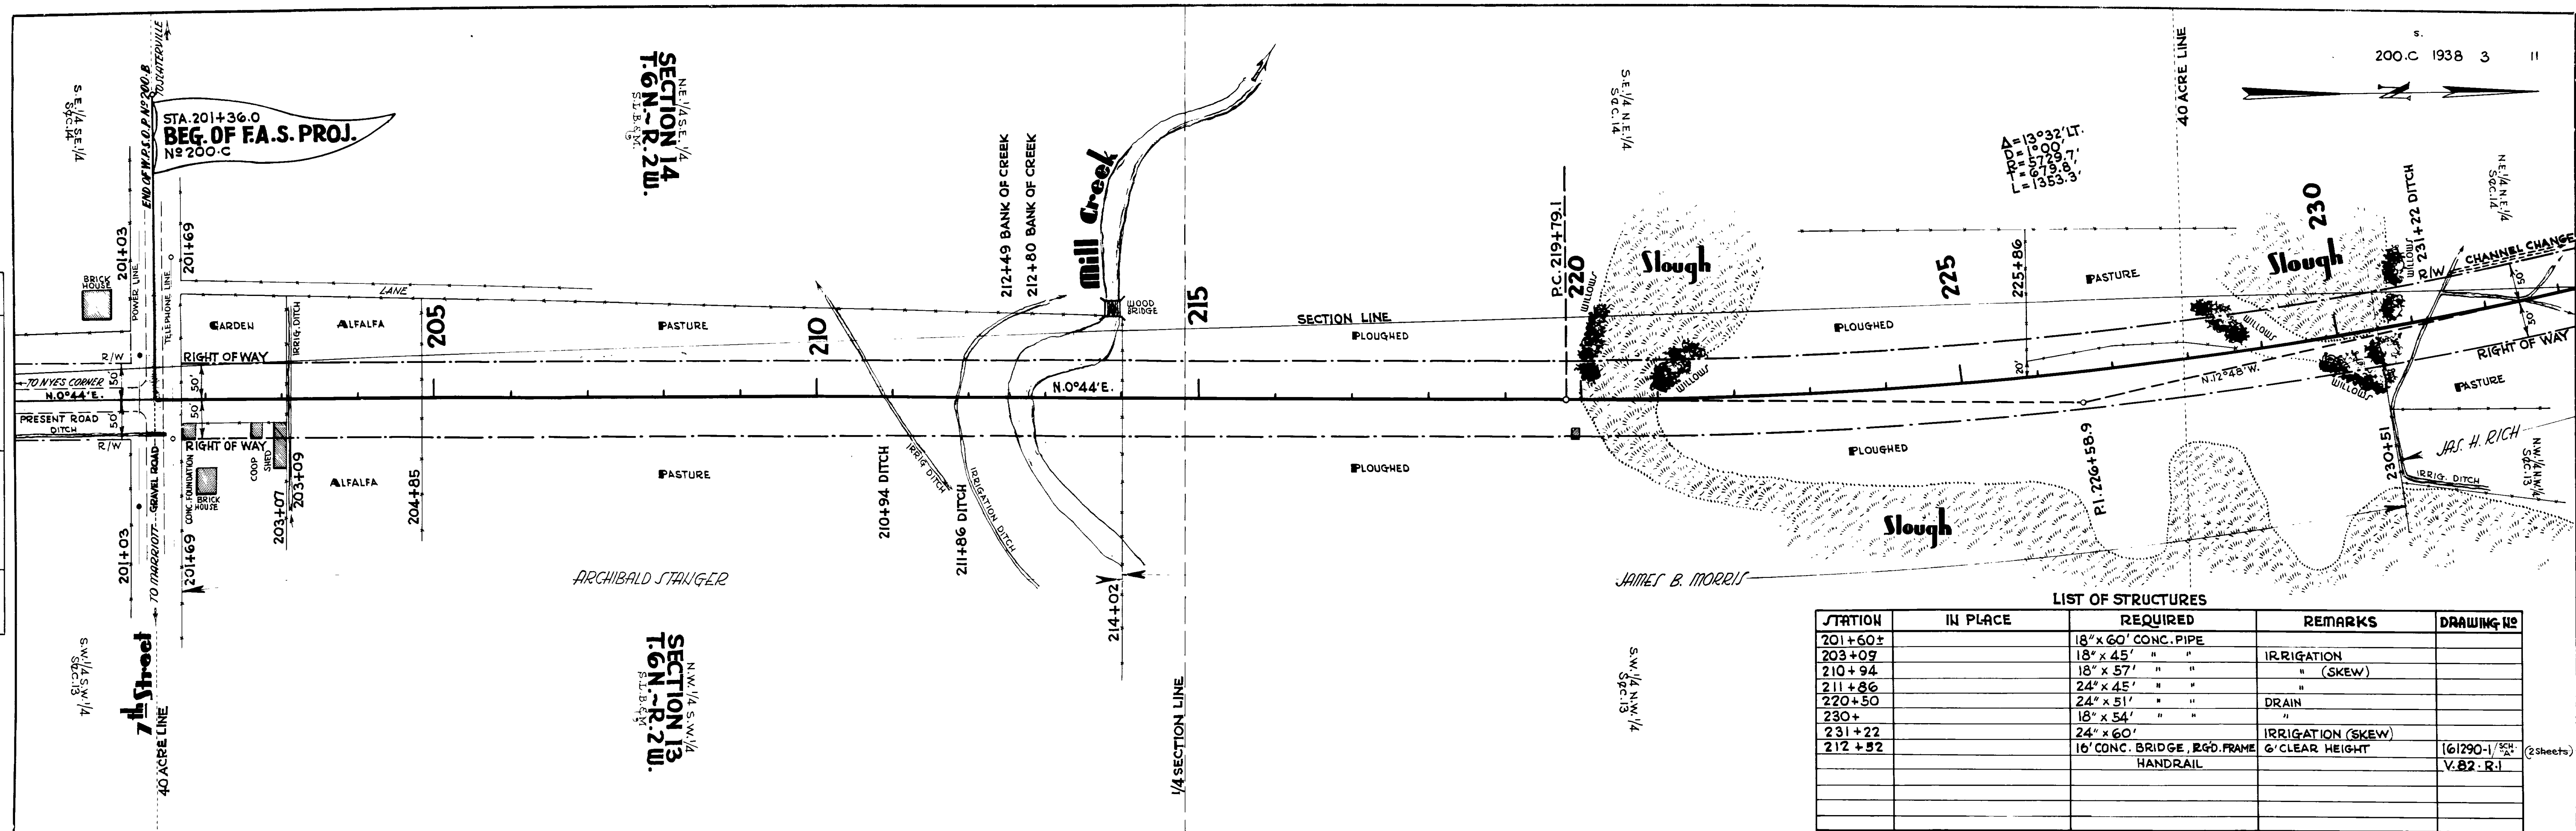 S.
200.C 1938 3 11
TO SLATERVILLE
END OF W.P.S.O.P. Nº 200-B
STA. 201+36.0
BEG. OF F.A.S. PROJ.
Nº 200-C
S.E.1/4 S.E.1/4
Sec.14
N.E.1/4 S.E.1/4
SECTION 14
T.6N.~R.2W.
S.L.B.& M.
S.E.1/4 N.E.1/4
Sec.14
N.E.1/4 N.E.1/4
Sec.14
40 ACRE LINE
Δ=13°32'LT.
D=1°00'
R=5729.7'
T=679.8'
L=1353.3'
BRICK
HOUSE
201+03
POWER LINE
TELEPHONE LINE
201+69
LANE
GARDEN
IRRIG. DITCH
ALFALFA
205
PASTURE
210
212+49 BANK OF CREEK
212+80 BANK OF CREEK
Mill Creek
WOOD
BRIDGE
215
SECTION LINE
PLOUGHED
P.C. 219+79.1
220
WILLOWS
Slough
WILLOWS
PLOUGHED
225
225+86
20'
PASTURE
WILLOWS
230
Slough
WILLOWS
231+22 DITCH
R/W
CHANNEL CHANGE
50'
50'
RIGHT OF WAY
PASTURE
R/W
RIGHT OF WAY
TO NYES CORNER
50'
50'
N.0°44'E.
N.0°44'E.
N.12°48'W.
WILLOWS
PRESENT ROAD
DITCH
50'
50'
R/W
RIGHT OF WAY
GRAVEL ROAD
TO MARRIOTT
CONC. FOUNDATION
BRICK
HOUSE
COOP
SHED
203+07
203+09
ALFALFA
204+85
PASTURE
210+94 DITCH
IRRIG DITCH
211+86 DITCH
IRRIGATION DITCH
PLOUGHED
PLOUGHED
P.I. 226+58.9
230+51
JAS. H. RICH
IRRIG. DITCH
N.W.1/4 N.W.1/4
Sec.13
201+03
201+69
Slough
ARCHIBALD STANGER
214+02
JAMES B. MORRIS
7th Street
40 ACRE LINE
S.W.1/4 S.W.1/4
Sec.13
N.W.1/4 S.W.1/4
SECTION 13
T.6N.~R.2W.
S.L.B.& M
1/4 SECTION LINE
S.W.1/4 N.W.1/4
Sec.13
LIST OF STRUCTURES
STATION IN PLACE REQUIRED REMARKS DRAWING Nº
201+60± 18" x 60' CONC. PIPE
203+09 18" x 45' " " IRRIGATION
210+94 18" x 57' " " " (SKEW)
211+86 24" x 45' " " "
220+50 24" x 51' " " DRAIN
230+ 18" x 54' " " "
231+22 24" x 60' IRRIGATION (SKEW)
212+52 16' CONC. BRIDGE, RGD. FRAME 6' CLEAR HEIGHT 161290-1/SCH. "A" (2 Sheets)
HANDRAIL V.82-R.1